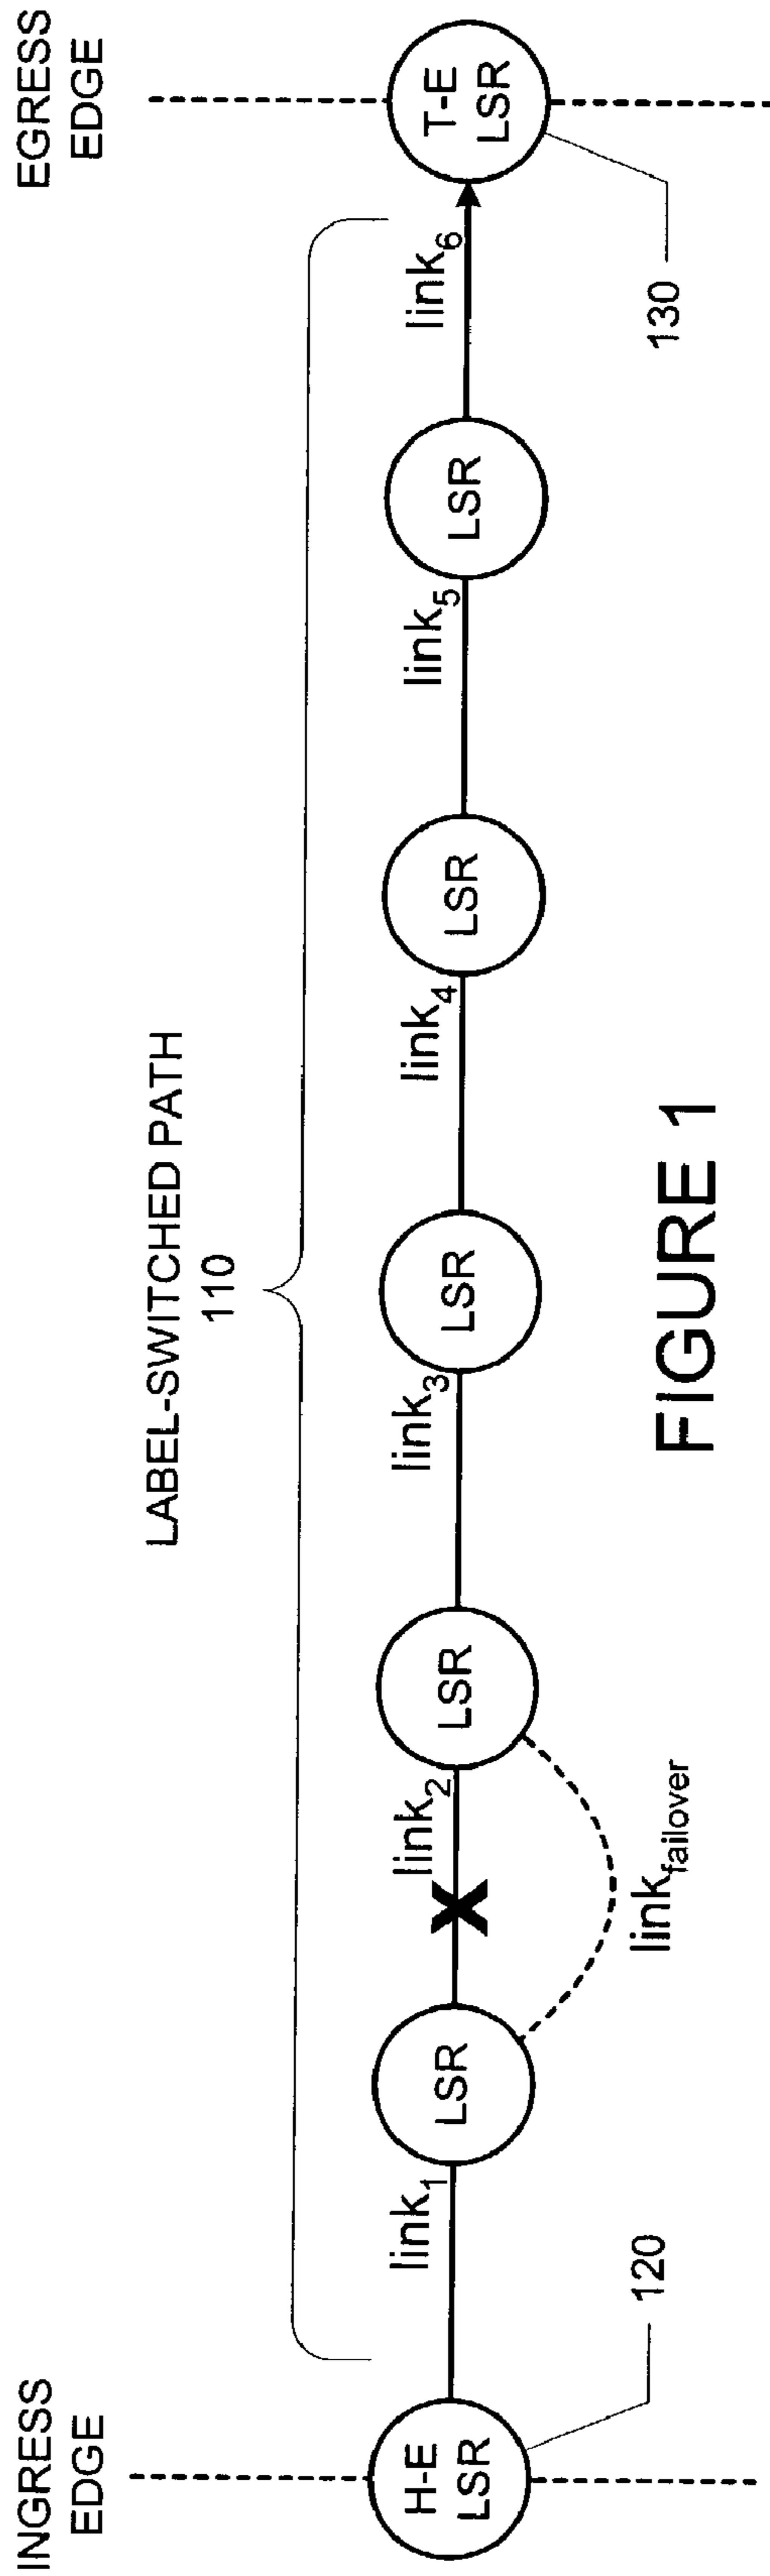 INGRESS
EDGE
EGRESS
EDGE
LABEL-SWITCHED PATH
110
link1
link2
link3
link4
link5
link6
H-E
LSR
LSR
LSR
LSR
LSR
LSR
T-E
LSR
X
linkfailover
120
130
FIGURE 1